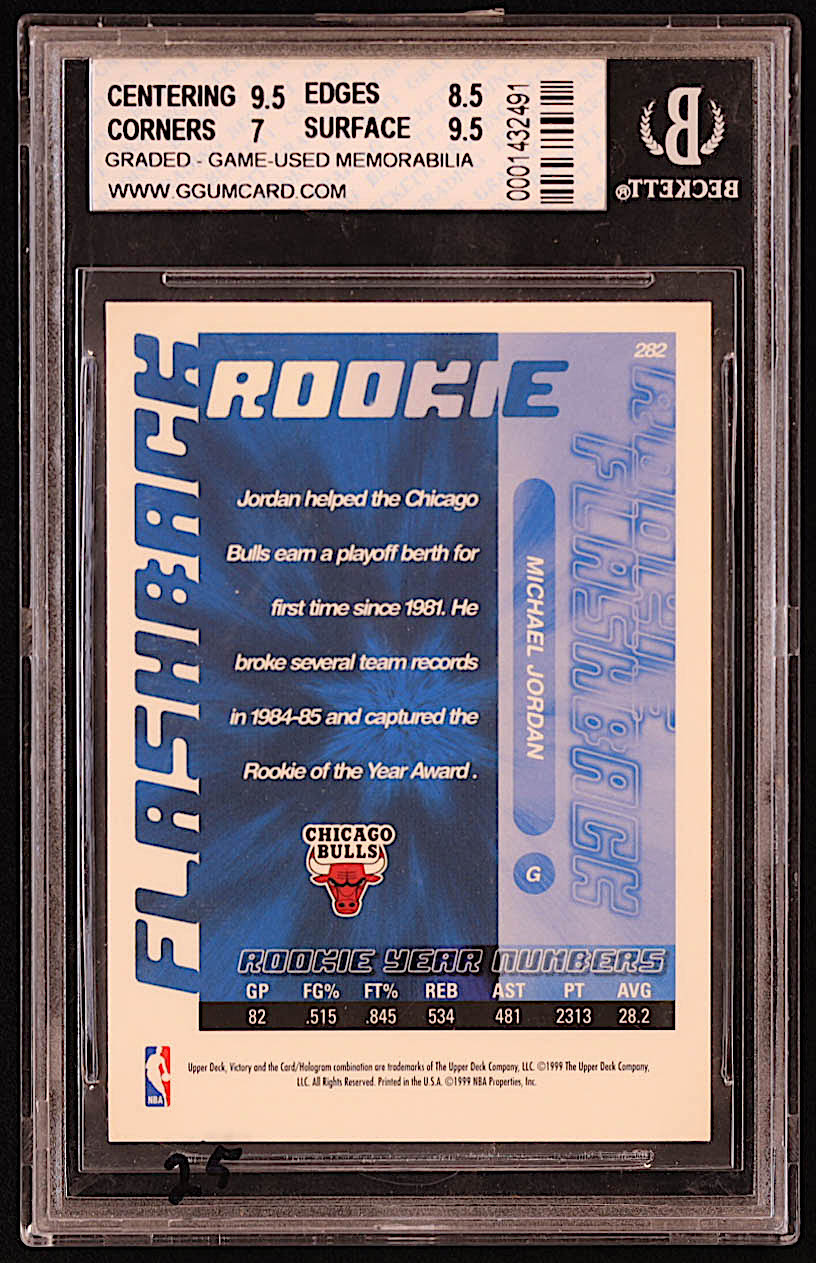 CENTERING 9.5 EDGES 8.5
CORNERS 7 SURFACE 9.5
GRADED - GAME-USED MEMORABILIA
WWW.GGUMCARD.COM
0001432491
B
BECKETT®
282
ROOKIE
FLASHBACK
ROOKIE
FLASHBACK
Jordan helped the Chicago
Bulls earn a playoff berth for
first time since 1981. He
broke several team records
in 1984-85 and captured the
Rookie of the Year Award.
MICHAEL JORDAN
G
CHICAGO
BULLS
ROOKIE YEAR NUMBERS
GP FG% FT% REB AST PT AVG
82 .515 .845 534 481 2313 28.2
NBA
Upper Deck, Victory and the Card/Hologram combination are trademarks of The Upper Deck Company, LLC. ©1999 The Upper Deck Company,
LLC. All Rights Reserved. Printed in the U.S.A. ©1999 NBA Properties, Inc.
25